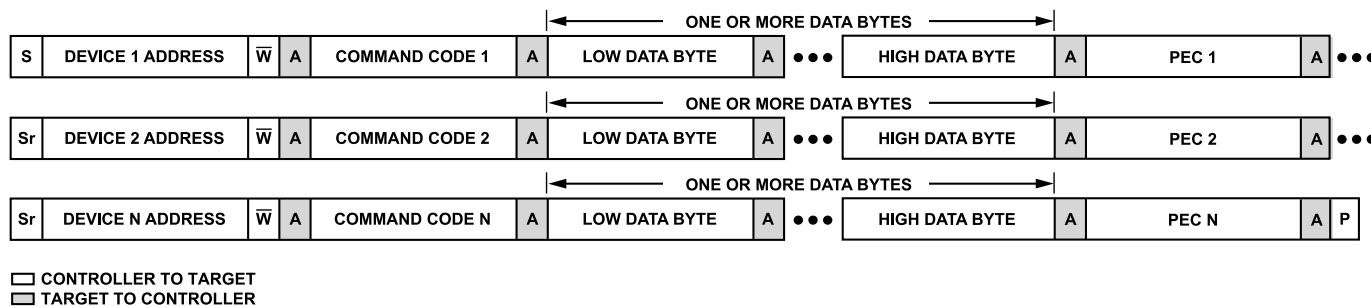 ONE OR MORE DATA BYTES
S DEVICE 1 ADDRESS W̅ A COMMAND CODE 1 A LOW DATA BYTE A ••• HIGH DATA BYTE A PEC 1 A •••
ONE OR MORE DATA BYTES
Sr DEVICE 2 ADDRESS W̅ A COMMAND CODE 2 A LOW DATA BYTE A ••• HIGH DATA BYTE A PEC 2 A •••
ONE OR MORE DATA BYTES
Sr DEVICE N ADDRESS W̅ A COMMAND CODE N A LOW DATA BYTE A ••• HIGH DATA BYTE A PEC N A P
CONTROLLER TO TARGET
TARGET TO CONTROLLER